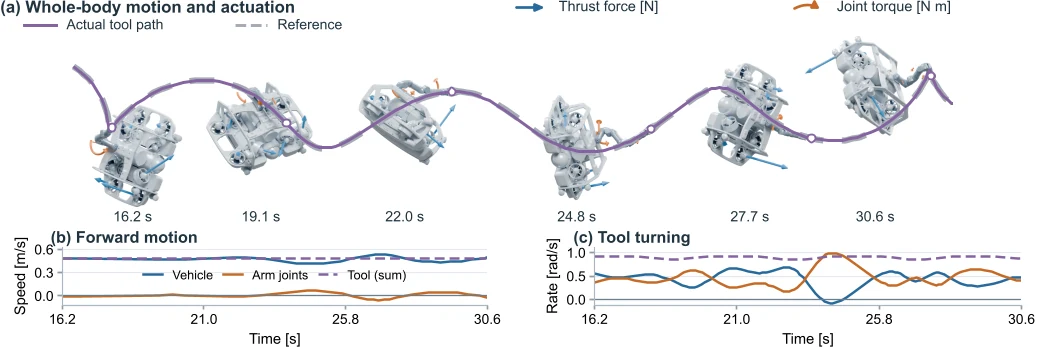 (a) Whole-body motion and actuation
Actual tool path
Reference
Thrust force [N]
Joint torque [N m]
16.2 s
19.1 s
22.0 s
24.8 s
27.7 s
30.6 s
(b) Forward motion
Speed [m/s]
0.6
0.3
0.0
Vehicle
Arm joints
Tool (sum)
16.2
21.0
25.8
30.6
Time [s]
(c) Tool turning
Rate [rad/s]
1.0
0.5
0.0
16.2
21.0
25.8
30.6
Time [s]